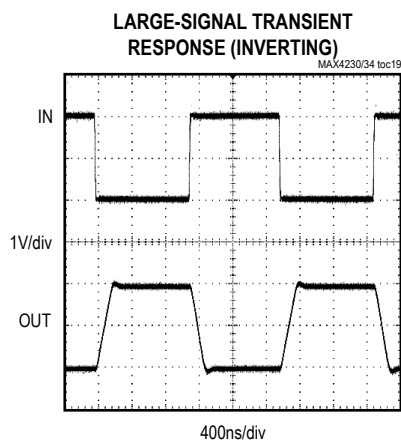 LARGE-SIGNAL TRANSIENT
RESPONSE (INVERTING)
MAX4230/34 toc19
IN
1V/div
OUT
400ns/div